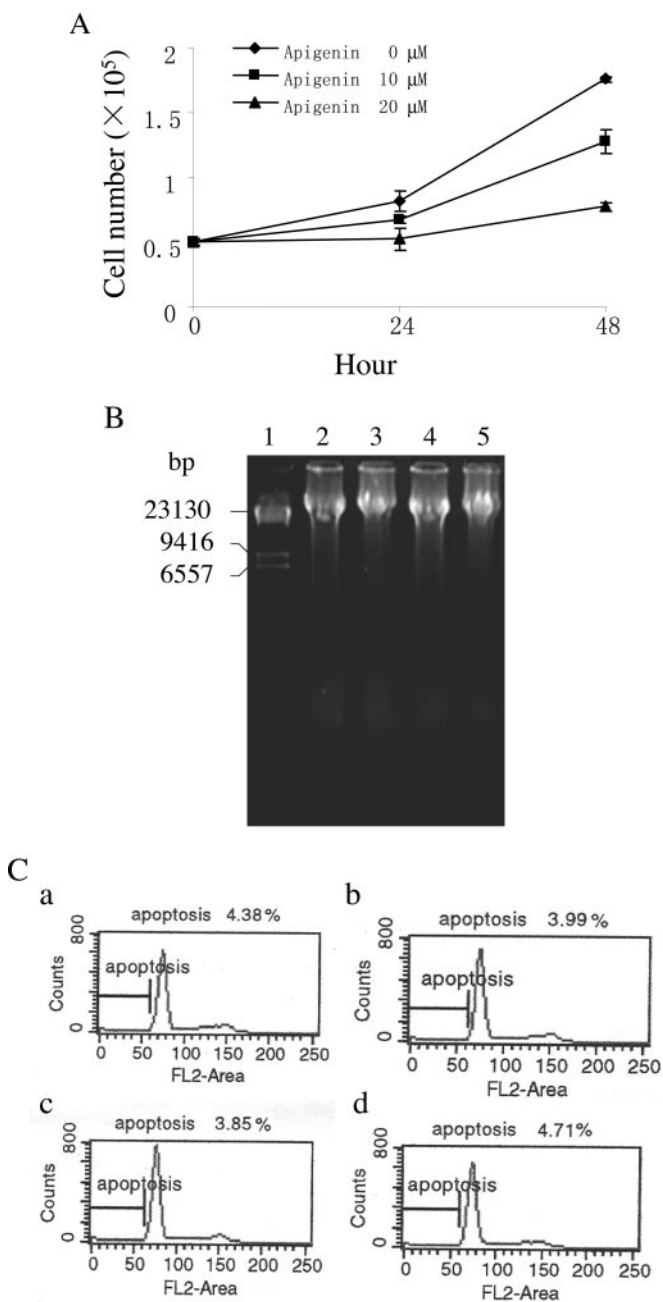 A
Cell number (×10⁵)
2
1.5
1
0.5
0
Apigenin 0 μM
Apigenin 10 μM
Apigenin 20 μM
0 24 48
Hour
B
1 2 3 4 5
bp
23130
9416
6557
C
a
apoptosis 4.38%
Counts
800
0
apoptosis
0 50 100 150 200 250
FL2-Area
b
apoptosis 3.99%
Counts
800
0
apoptosis
0 50 100 150 200 250
FL2-Area
c
apoptosis 3.85%
Counts
800
0
apoptosis
0 50 100 150 200 250
FL2-Area
d
apoptosis 4.71%
Counts
800
0
apoptosis
0 50 100 150 200 250
FL2-Area